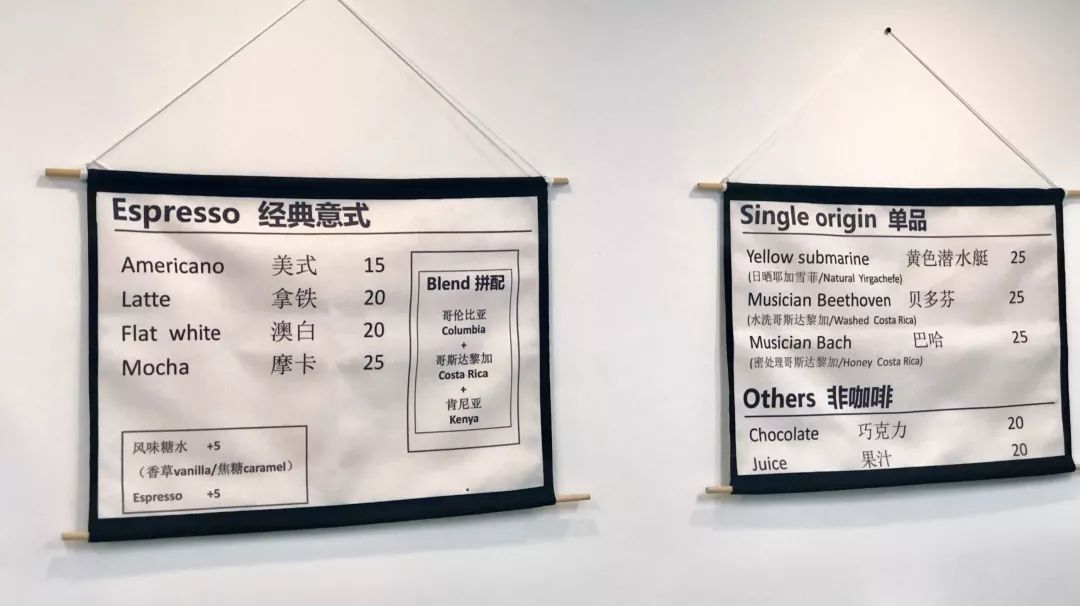 Espresso 经典意式
Americano 美式 15
Latte 拿铁 20
Flat white 澳白 20
Mocha 摩卡 25
风味糖水 +5
（香草vanilla/焦糖caramel）
Espresso +5
Blend 拼配
哥伦比亚
Columbia
+
哥斯达黎加
Costa Rica
+
肯尼亚
Kenya
Single origin 单品
Yellow submarine 黄色潜水艇 25
(日晒耶加雪菲/Natural Yirgachefe)
Musician Beethoven 贝多芬 25
(水洗哥斯达黎加/Washed Costa Rica)
Musician Bach 巴哈 25
(密处理哥斯达黎加/Honey Costa Rica)
Others 非咖啡
Chocolate 巧克力 20
Juice 果汁 20